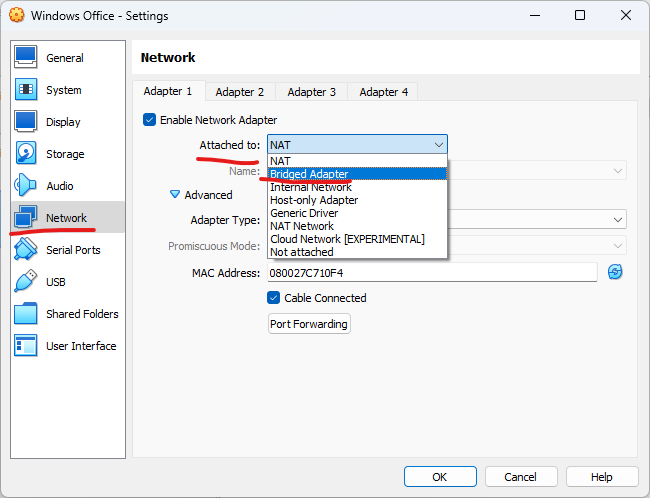 Windows Office - Settings
General
System
Display
Storage
Audio
Network
Serial Ports
USB
Shared Folders
User Interface
Network
Adapter 1 Adapter 2 Adapter 3 Adapter 4
Enable Network Adapter
Attached to: NAT
NAT
Name: Bridged Adapter
Internal Network
Advanced
Host-only Adapter
Generic Driver
Adapter Type:
NAT Network
Cloud Network [EXPERIMENTAL]
Promiscuous Mode:
Not attached
MAC Address: 080027C710F4
Cable Connected
Port Forwarding
OK Cancel Help